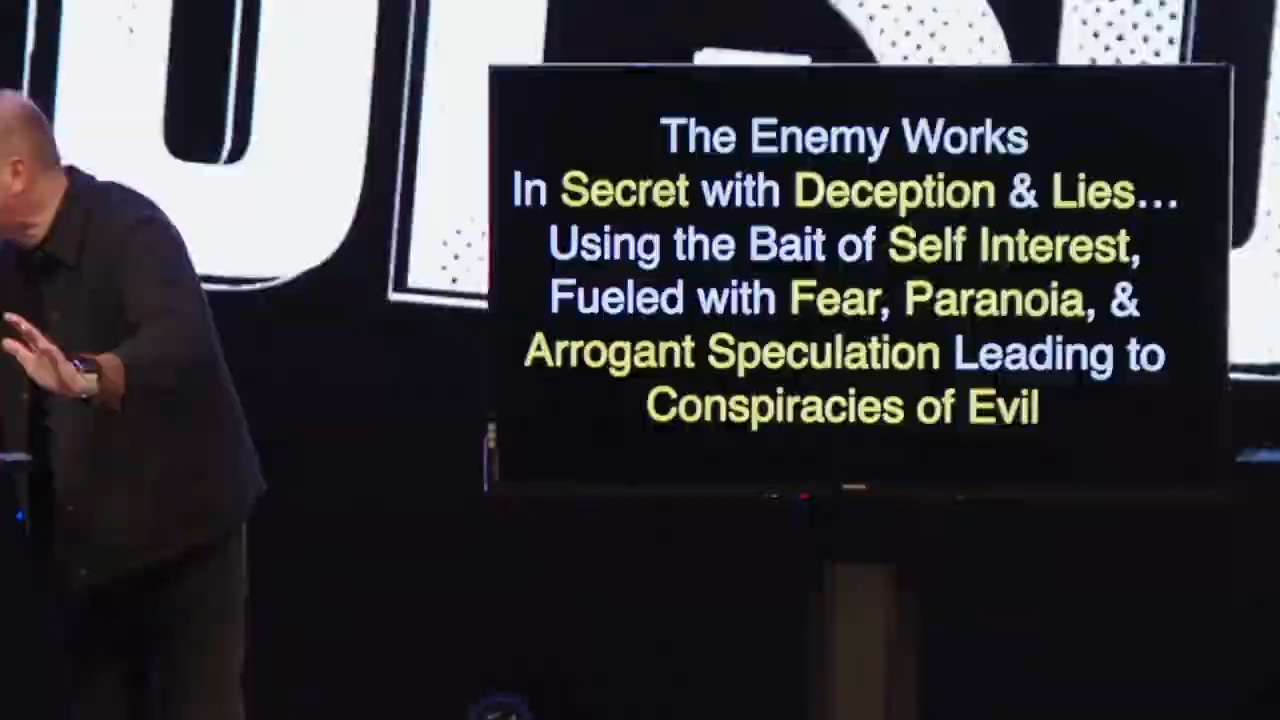 The Enemy Works
In Secret with Deception & Lies...
Using the Bait of Self Interest,
Fueled with Fear, Paranoia, &
Arrogant Speculation Leading to
Conspiracies of Evil